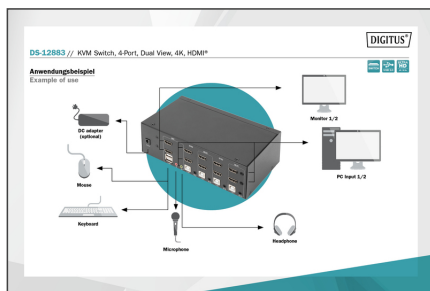 DIGITUS®
DS-12883 // KVM Switch, 4-Port, Dual View, 4K, HDMI®
Anwendungsbeispiel
Example of use
DC adapter
(optional)
Monitor 1/2
PC Input 1/2
Mouse
Keyboard
Microphone
Headphone